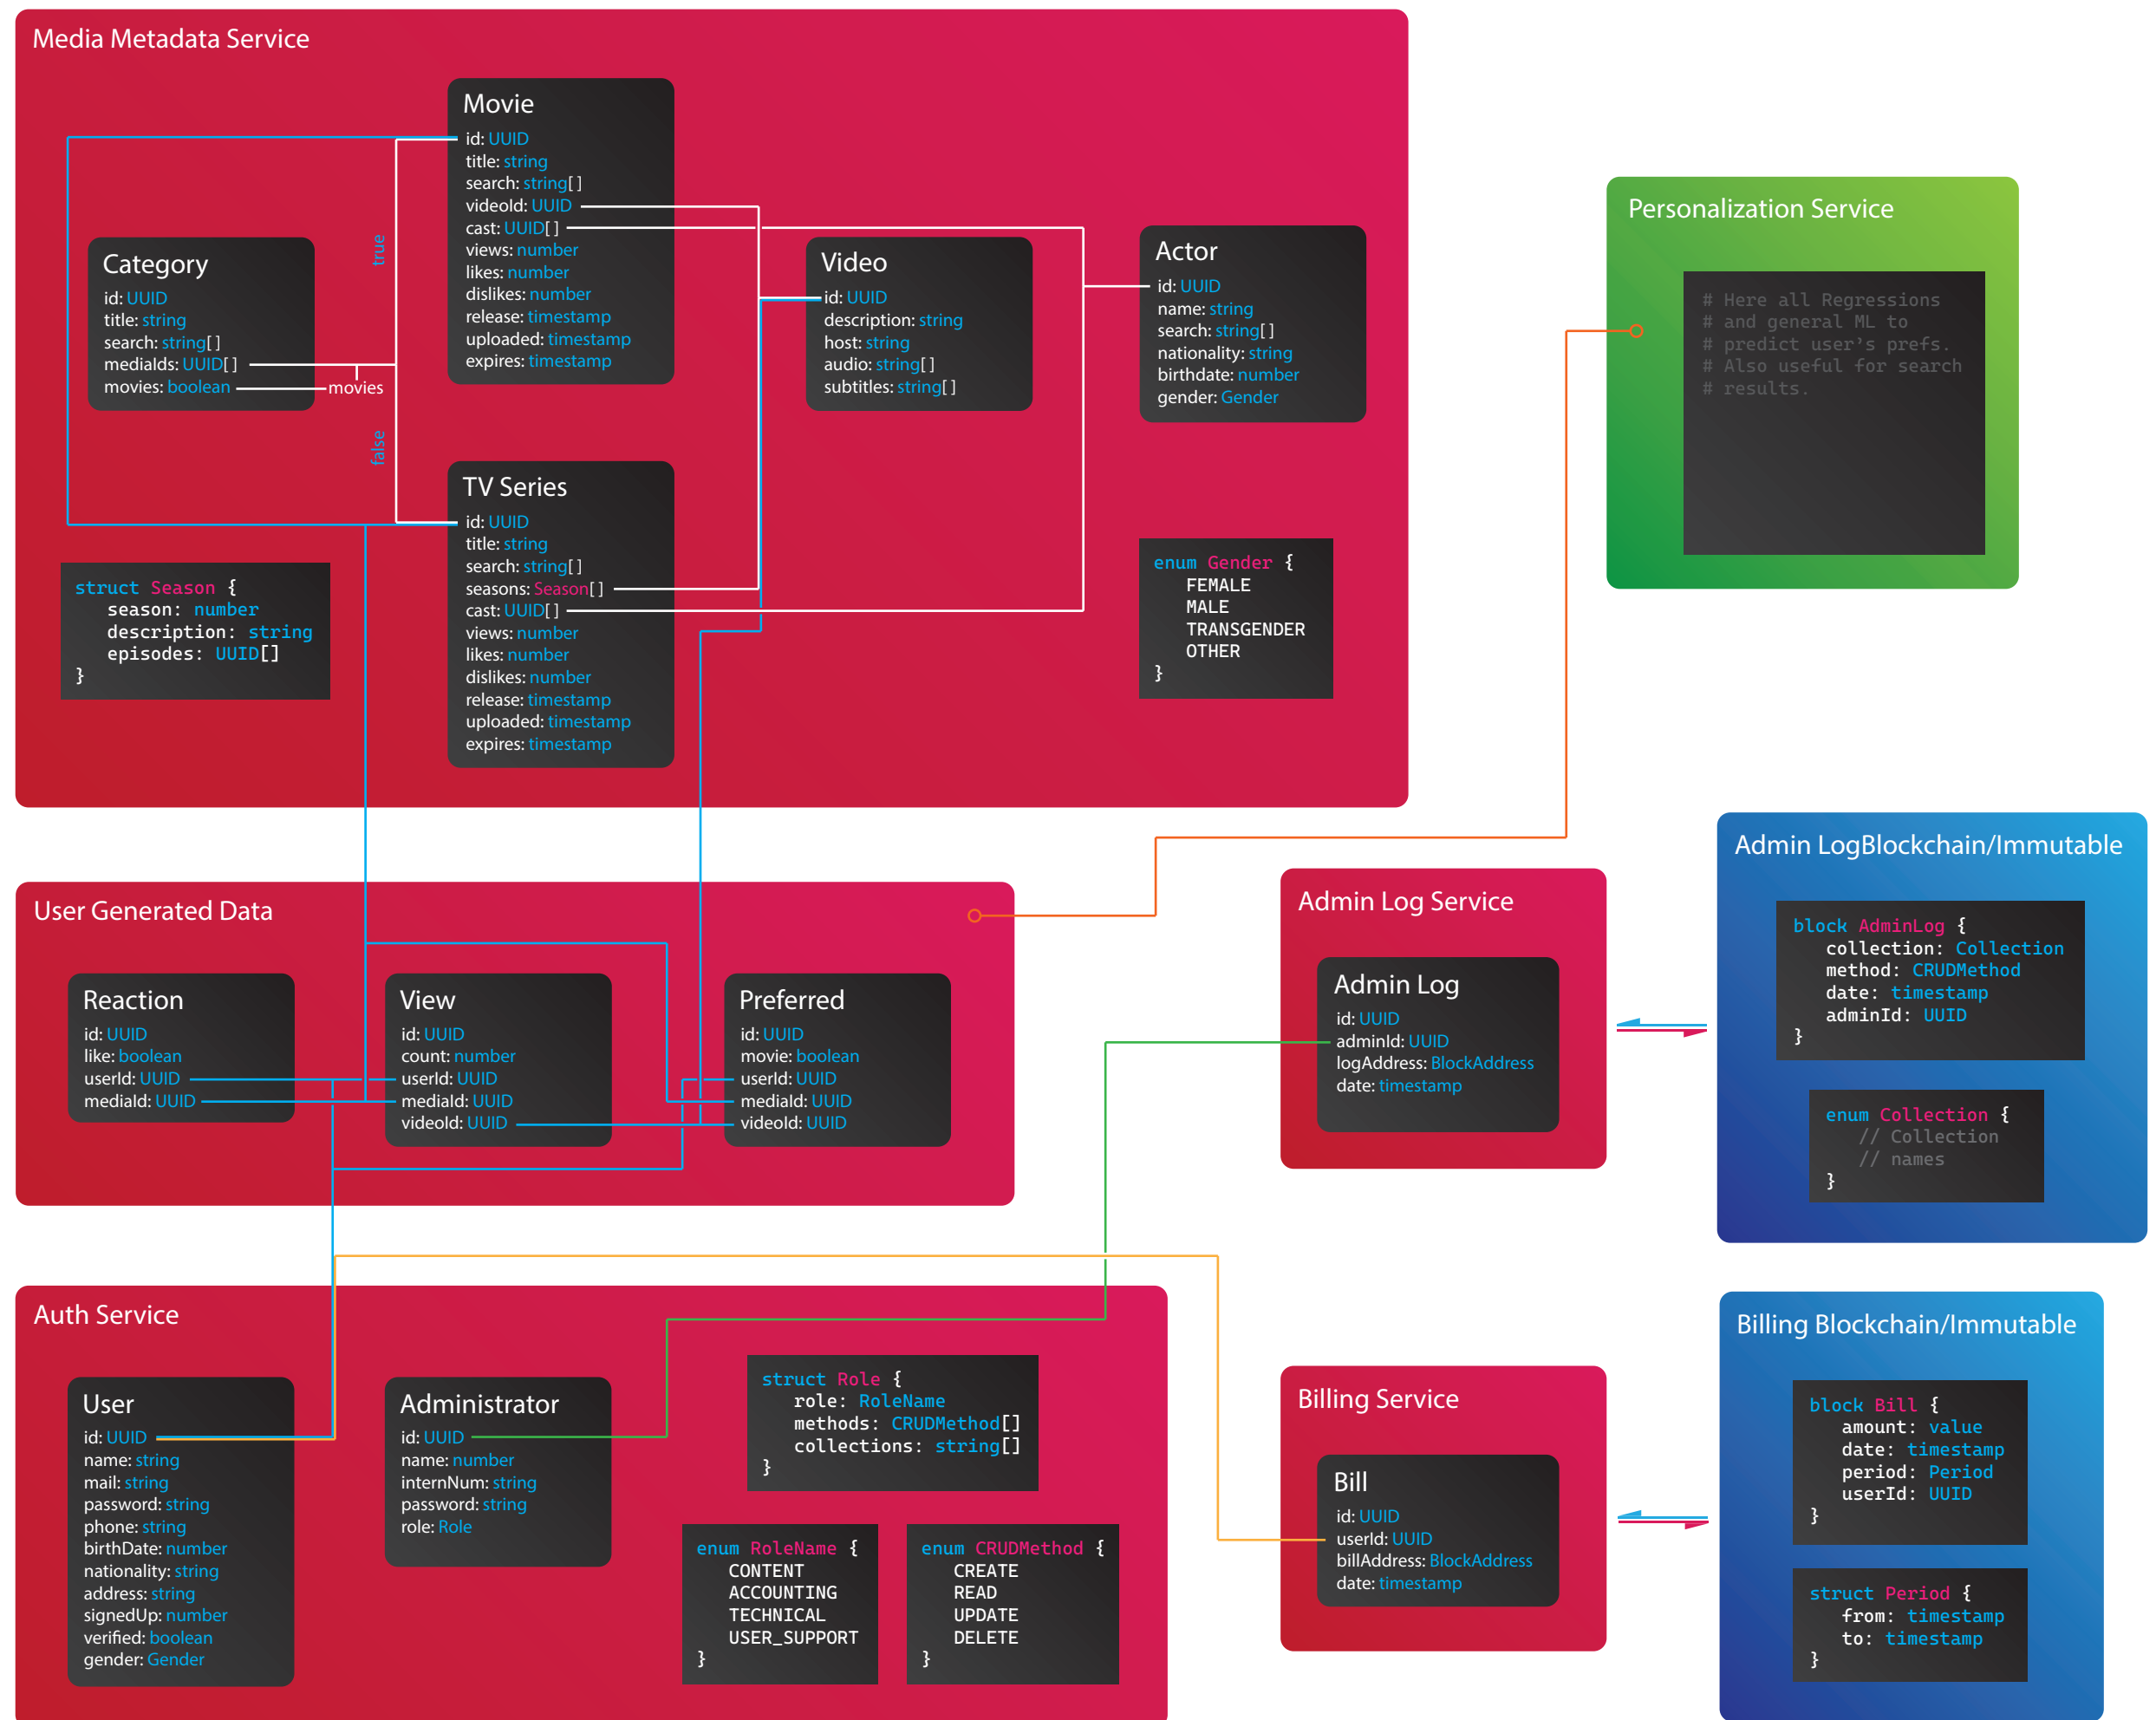 Media Metadata Service
Movie
id: UUID
title: string
search: string[ ]
videoId: UUID
cast: UUID[ ]
views: number
likes: number
dislikes: number
release: timestamp
uploaded: timestamp
expires: timestamp
Category
id: UUID
title: string
search: string[ ]
mediaIds: UUID[ ]
movies: boolean
movies
true
false
Video
id: UUID
description: string
host: string
audio: string[ ]
subtitles: string[ ]
Actor
id: UUID
name: string
search: string[ ]
nationality: string
birthdate: number
gender: Gender
TV Series
id: UUID
title: string
search: string[ ]
seasons: Season[ ]
cast: UUID[ ]
views: number
likes: number
dislikes: number
release: timestamp
uploaded: timestamp
expires: timestamp
struct Season {
season: number
description: string
episodes: UUID[]
}
enum Gender {
FEMALE
MALE
TRANSGENDER
OTHER
}
Personalization Service
# Here all Regressions
# and general ML to
# predict user's prefs.
# Also useful for search
# results.
User Generated Data
Reaction
id: UUID
like: boolean
userId: UUID
mediaId: UUID
View
id: UUID
count: number
userId: UUID
mediaId: UUID
videoId: UUID
Preferred
id: UUID
movie: boolean
userId: UUID
mediaId: UUID
videoId: UUID
Admin Log Service
Admin Log
id: UUID
adminId: UUID
logAddress: BlockAddress
date: timestamp
Admin LogBlockchain/Immutable
block AdminLog {
collection: Collection
method: CRUDMethod
date: timestamp
adminId: UUID
}
enum Collection {
// Collection
// names
}
Auth Service
User
id: UUID
name: string
mail: string
password: string
phone: string
birthDate: number
nationality: string
address: string
signedUp: number
verified: boolean
gender: Gender
Administrator
id: UUID
name: number
internNum: string
password: string
role: Role
struct Role {
role: RoleName
methods: CRUDMethod[]
collections: string[]
}
enum RoleName {
CONTENT
ACCOUNTING
TECHNICAL
USER_SUPPORT
}
enum CRUDMethod {
CREATE
READ
UPDATE
DELETE
}
Billing Service
Bill
id: UUID
userId: UUID
billAddress: BlockAddress
date: timestamp
Billing Blockchain/Immutable
block Bill {
amount: value
date: timestamp
period: Period
userId: UUID
}
struct Period {
from: timestamp
to: timestamp
}